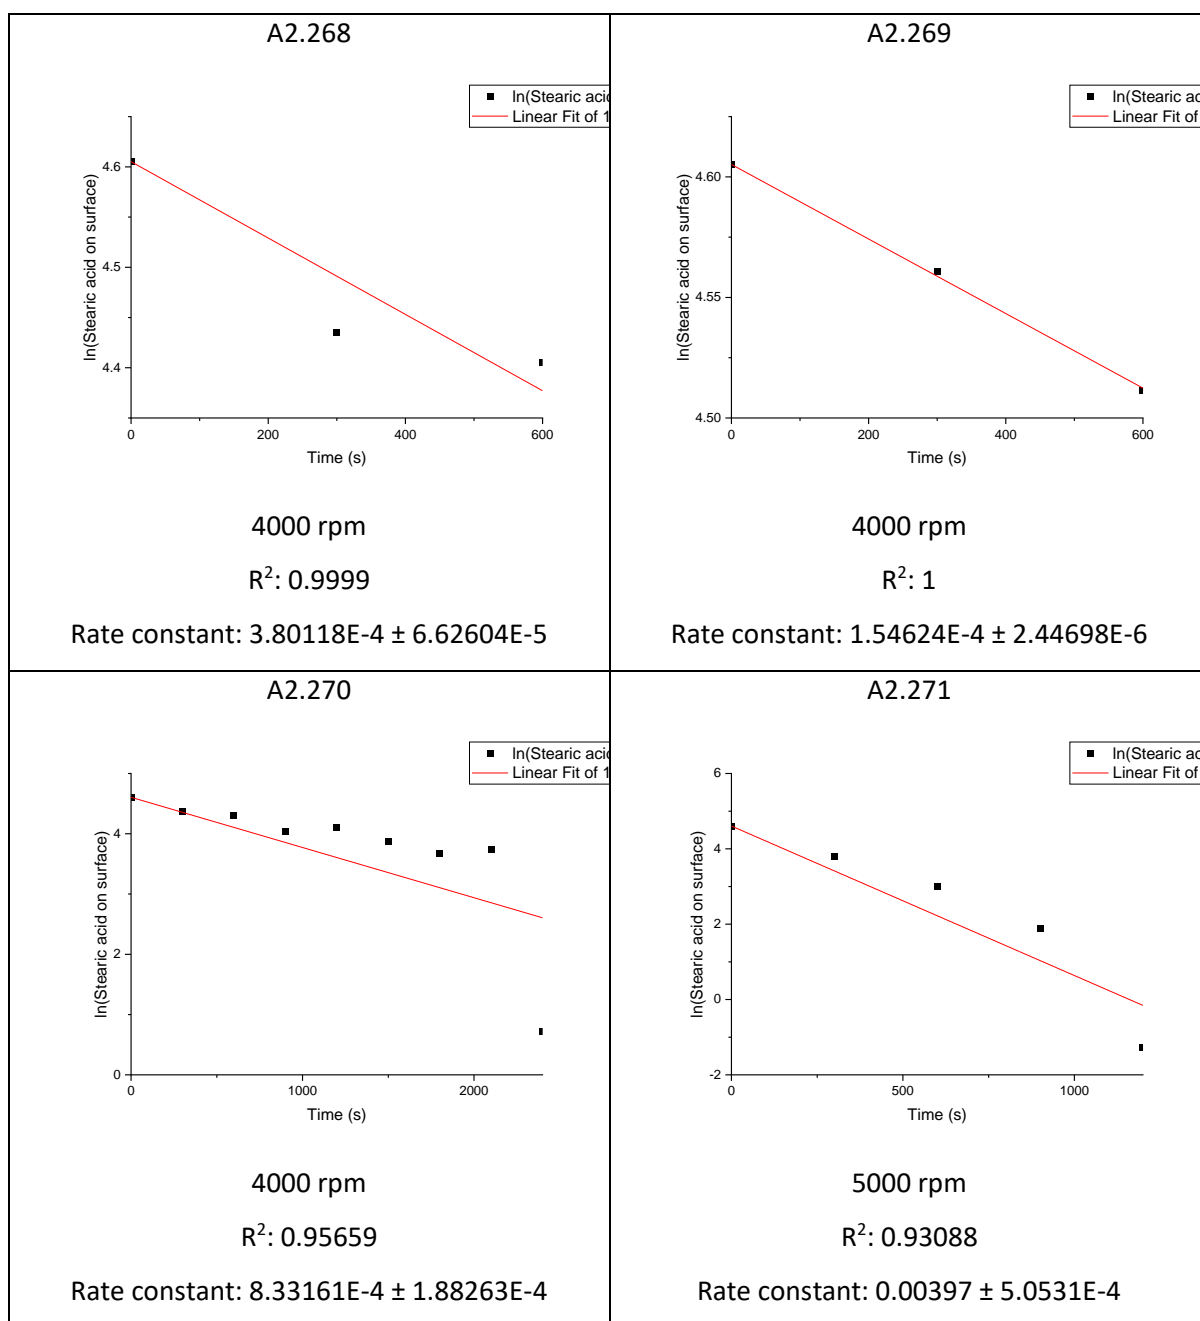 A2.268
ln(Stearic
Linear Fit of 1
ln(Stearic acid on surface)
4.6
4.5
4.4
0
200
400
600
Time (s)
4000 rpm
R²: 0.9999
Rate constant: 3.80118E-4 ± 6.62604E-5
A2.269
ln(Stearic
Linear Fit of
ln(Stearic acid on surface)
4.60
4.55
4.50
0
200
400
600
Time (s)
4000 rpm
R²: 1
Rate constant: 1.54624E-4 ± 2.44698E-6
A2.270
ln(Stearic
Linear Fit of 1
ln(Stearic acid on surface)
4
2
0
0
1000
2000
Time (s)
4000 rpm
R²: 0.95659
Rate constant: 8.33161E-4 ± 1.88263E-4
A2.271
ln(Stearic
Linear Fit of
ln(Stearic acid on surface)
6
4
2
0
-2
0
500
1000
Time (s)
5000 rpm
R²: 0.93088
Rate constant: 0.00397 ± 5.0531E-4